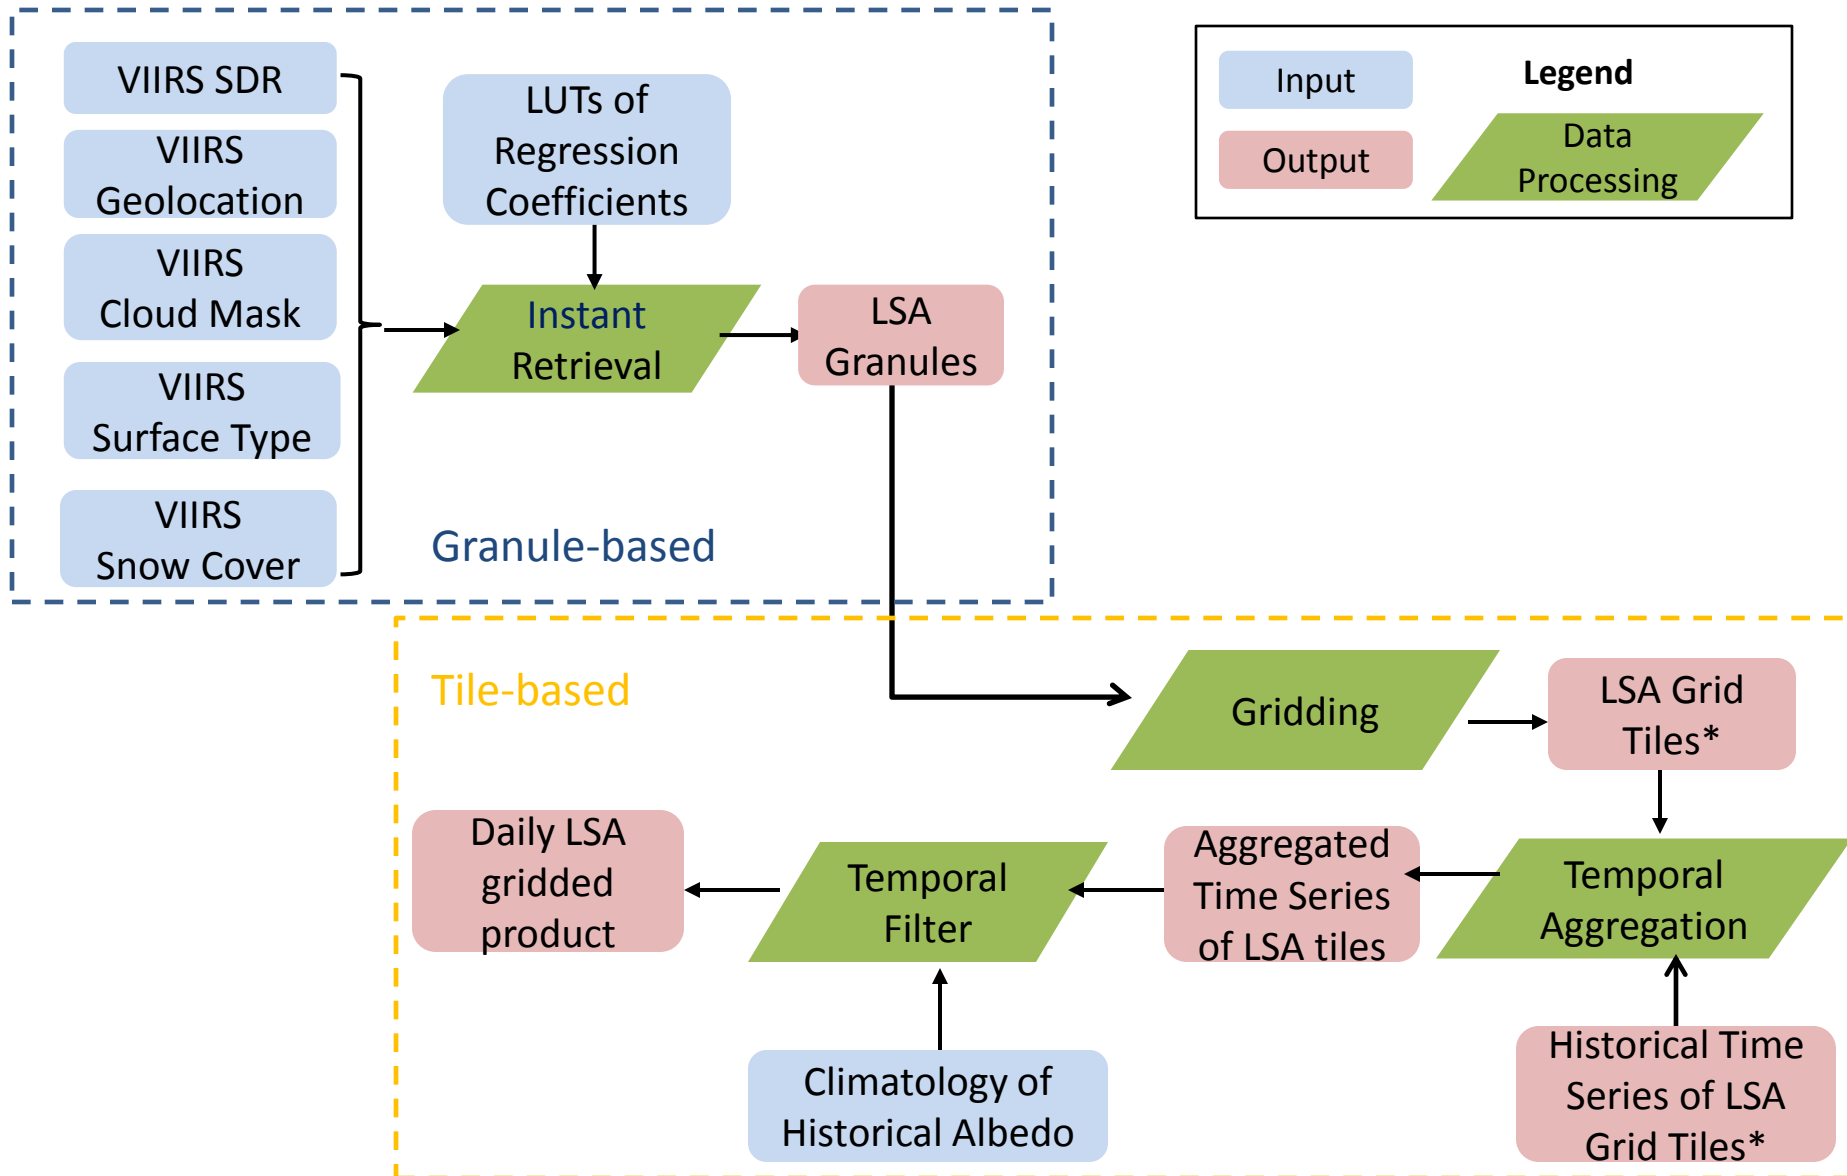 VIIRS SDR
VIIRS
Geolocation
VIIRS
Cloud Mask
VIIRS
Surface Type
VIIRS
Snow Cover
LUTs of
Regression
Coefficients
Instant
Retrieval
LSA
Granules
Granule-based
Input
Output
Legend
Data
Processing
Tile-based
Gridding
LSA Grid
Tiles*
Temporal
Aggregation
Historical Time
Series of LSA
Grid Tiles*
Aggregated
Time Series
of LSA tiles
Temporal
Filter
Climatology of
Historical Albedo
Daily LSA
gridded
product